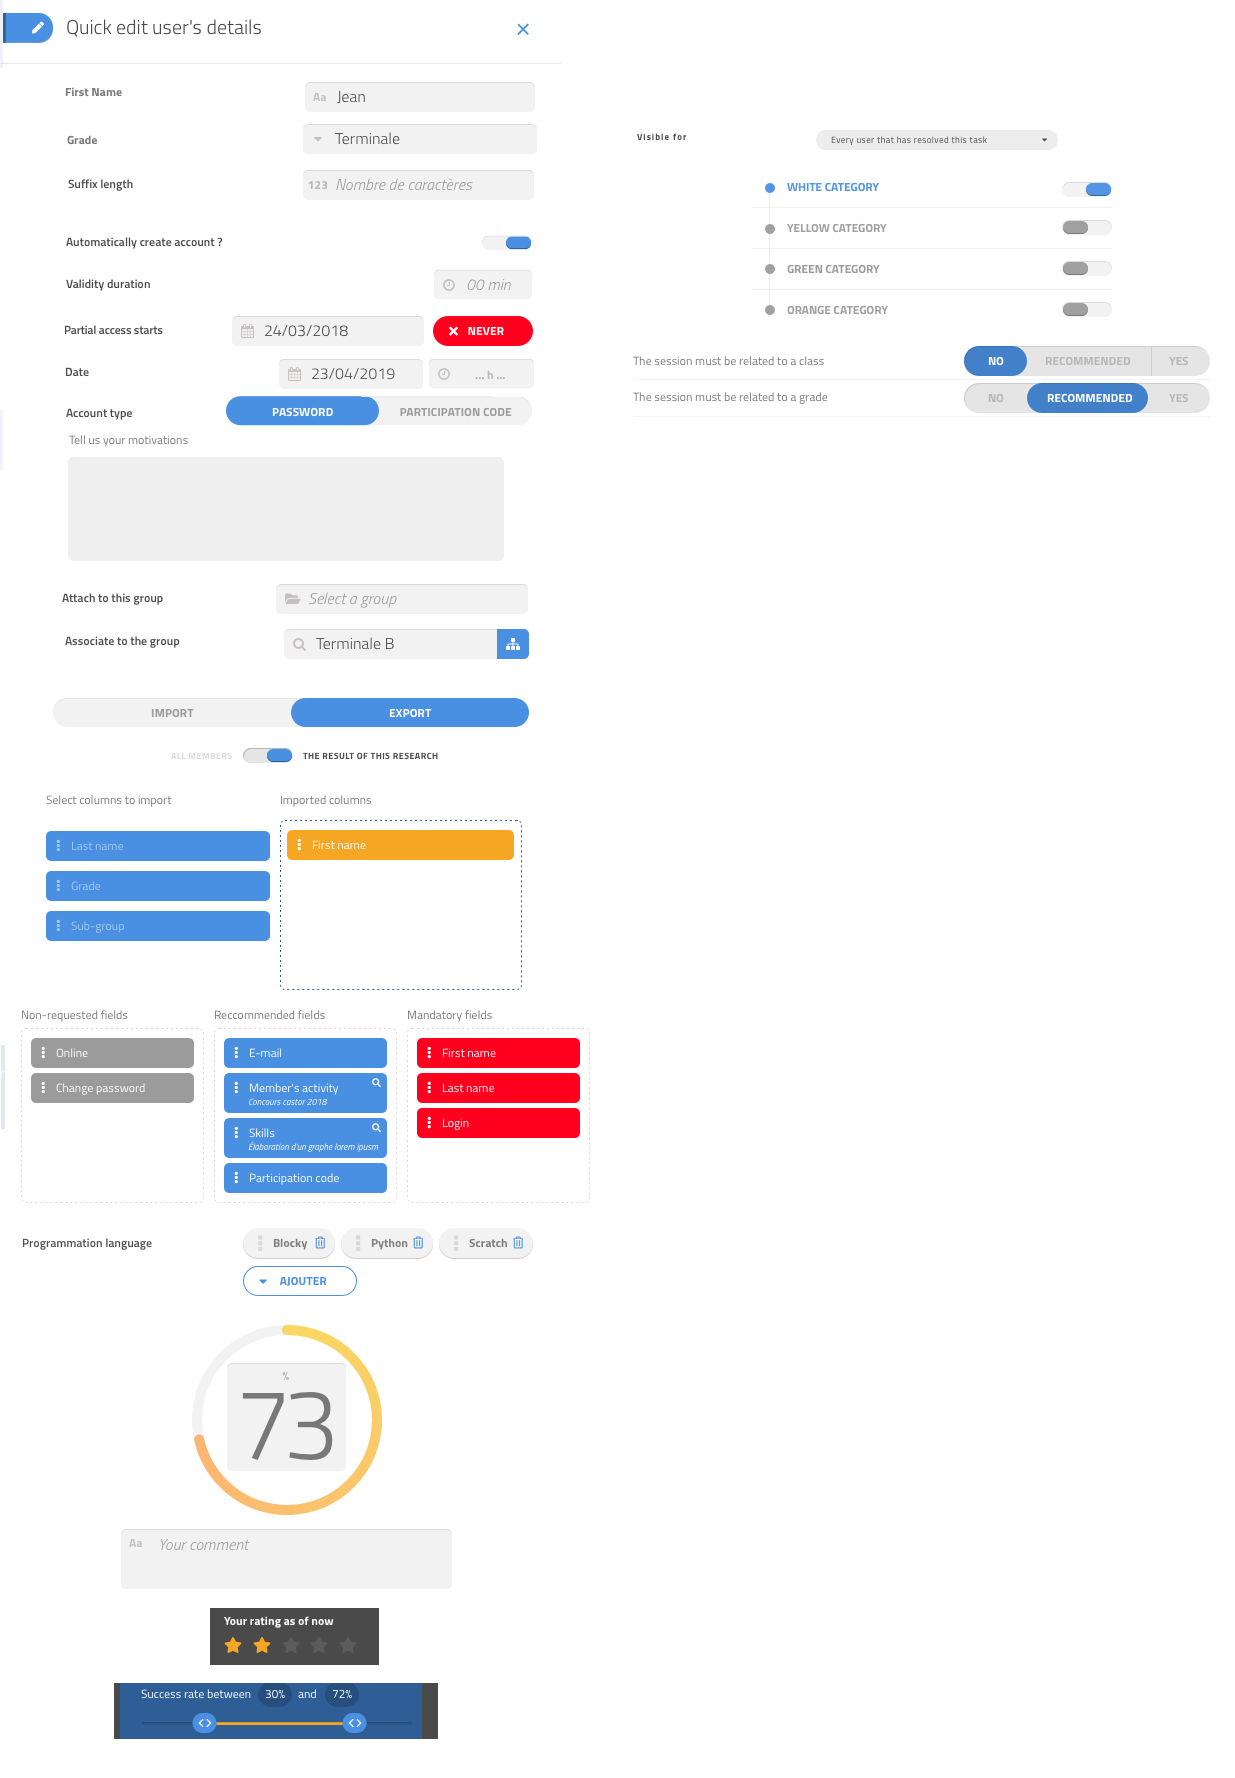 Quick edit user's details
First Name
Aa Jean
Grade
Terminale
Suffix length
123 Nombre de caractères
Automatically create account ?
Validity duration
00 min
Partial access starts
24/03/2018
NEVER
Date
23/04/2019
... h ...
Account type
PASSWORD
PARTICIPATION CODE
Tell us your motivations
Attach to this group
Select a group
Associate to the group
Terminale B
IMPORT
EXPORT
ALL MEMBERS
THE RESULT OF THIS RESEARCH
Select columns to import
Imported columns
Last name
Grade
Sub-group
First name
Non-requested fields
Online
Change password
Reccommended fields
E-mail
Member's activity
Concours castor 2018
Skills
Élaboration d'un graphe lorem ipusm
Participation code
Mandatory fields
First name
Last name
Login
Programmation language
Blocky
Python
Scratch
AJOUTER
%
73
Aa Your comment
Your rating as of now
Success rate between 30% and 72%
Visible for
Every user that has resolved this task
WHITE CATEGORY
YELLOW CATEGORY
GREEN CATEGORY
ORANGE CATEGORY
The session must be related to a class
NO
RECOMMENDED
YES
The session must be related to a grade
NO
RECOMMENDED
YES